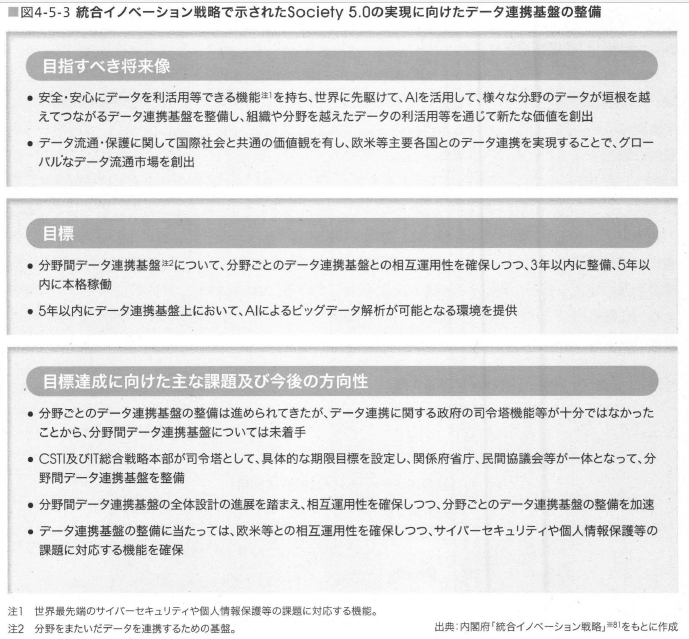 ■図4-5-3 統合イノベーション戦略で示されたSociety 5.0の実現に向けたデータ連携基盤の整備
目指すべき将来像
● 安全・安心にデータを利活用等できる機能注1を持ち、世界に先駆けて、AIを活用して、様々な分野のデータが垣根を越
えてつながるデータ連携基盤を整備し、組織や分野を越えたデータの利活用等を通じて新たな価値を創出
● データ流通・保護に関して国際社会と共通の価値観を有し、欧米等主要各国とのデータ連携を実現することで、グロー
バルなデータ流通市場を創出
目標
● 分野間データ連携基盤注2について、分野ごとのデータ連携基盤との相互運用性を確保しつつ、3年以内に整備、5年以
内に本格稼働
● 5年以内にデータ連携基盤上において、AIによるビッグデータ解析が可能となる環境を提供
目標達成に向けた主な課題及び今後の方向性
● 分野ごとのデータ連携基盤の整備は進められてきたが、データ連携に関する政府の司令塔機能等が十分ではなかった
ことから、分野間データ連携基盤については未着手
● CSTI及びIT総合戦略本部が司令塔として、具体的な期限目標を設定し、関係府省庁、民間協議会等が一体となって、分
野間データ連携基盤を整備
● 分野間データ連携基盤の全体設計の進展を踏まえ、相互運用性を確保しつつ、分野ごとのデータ連携基盤の整備を加速
● データ連携基盤の整備に当たっては、欧米等との相互運用性を確保しつつ、サイバーセキュリティや個人情報保護等の
課題に対応する機能を確保
注1 世界最先端のサイバーセキュリティや個人情報保護等の課題に対応する機能。
注2 分野をまたいだデータを連携するための基盤。
出典:内閣府「統合イノベーション戦略」※81をもとに作成